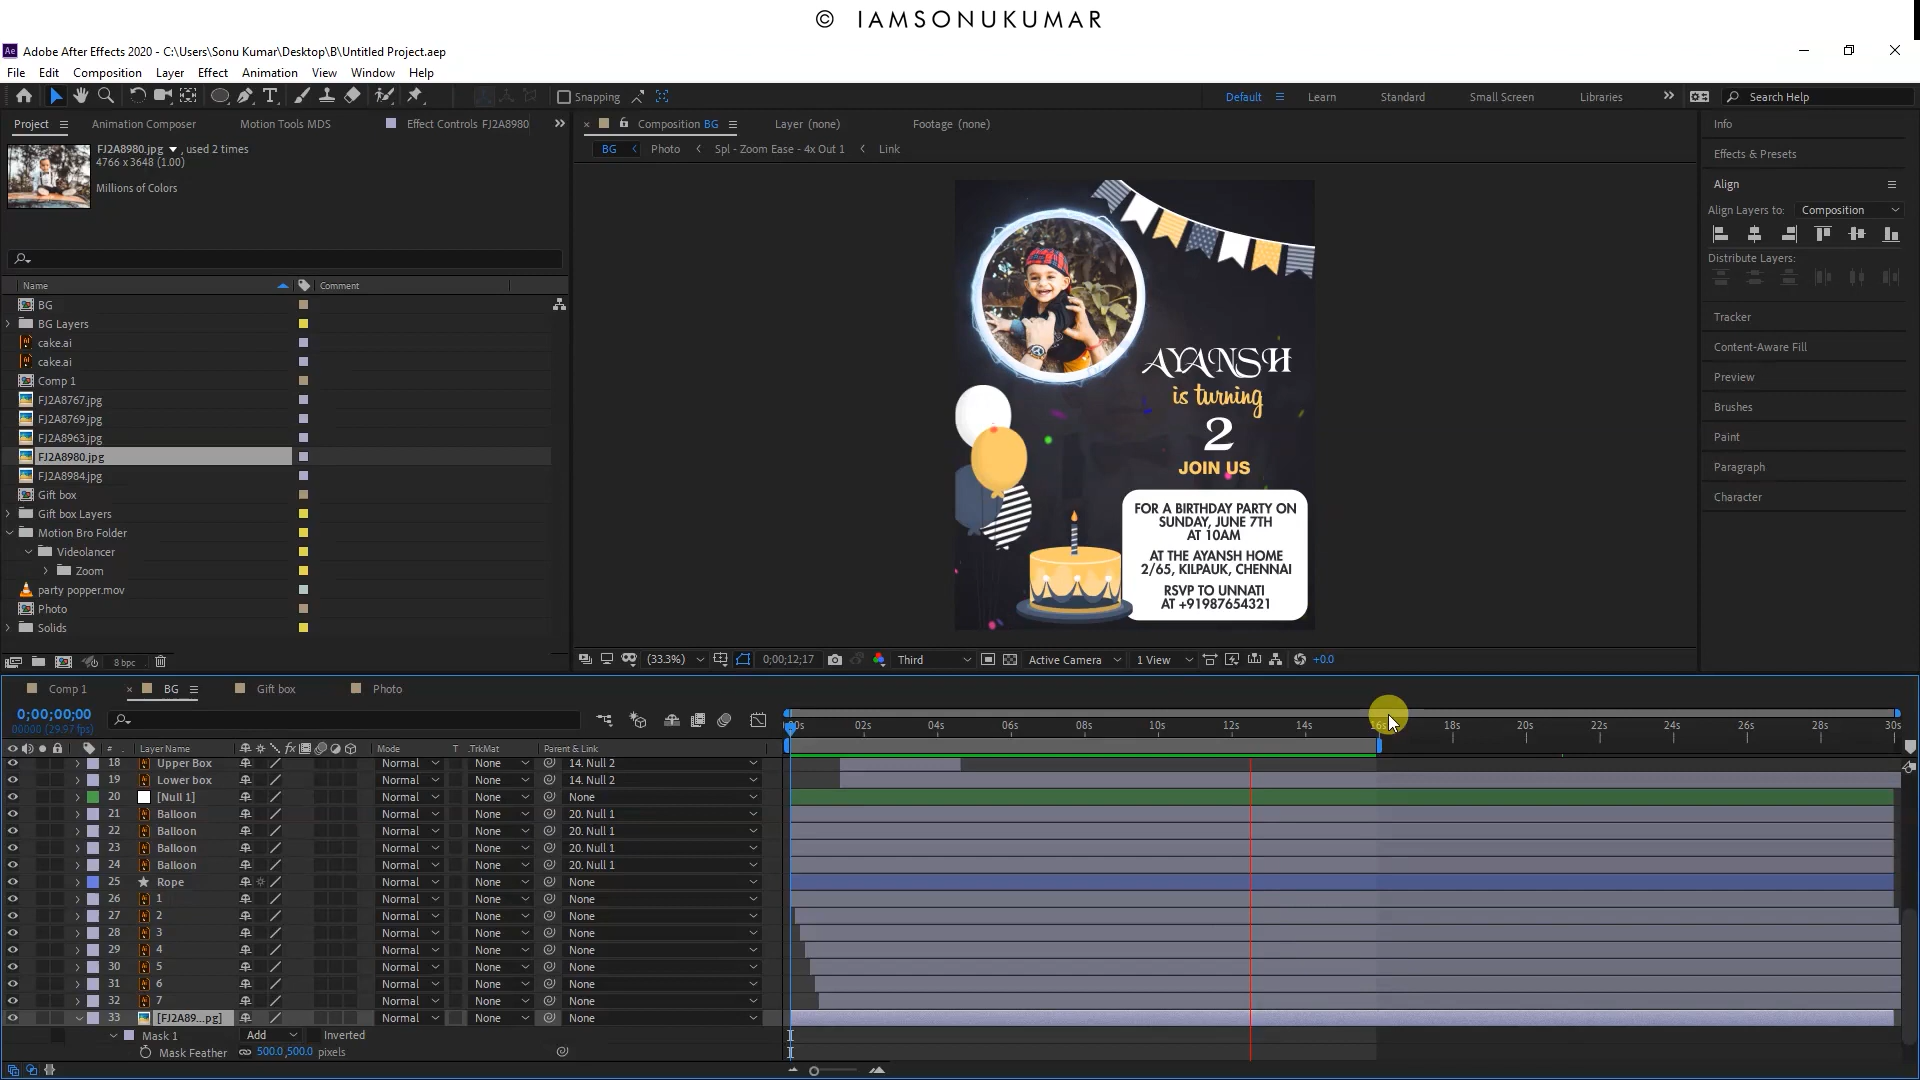 © IAMSONUKUMAR
Ae Adobe After Effects 2020 - C:\Users\Sonu Kumar\Desktop\B\Untitled Project.aep
File Edit Composition Layer Effect Animation View Window Help
Snapping
Default Learn Standard Small Screen Libraries Search Help
Project Animation Composer Motion Tools MDS Effect Controls FJ2A8980
FJ2A8980.jpg , used 2 times
4766 x 3648 (1.00)
Millions of Colors
Name Comment
BG
BG Layers
cake.ai
cake.ai
Comp 1
FJ2A8767.jpg
FJ2A8769.jpg
FJ2A8963.jpg
FJ2A8980.jpg
FJ2A8984.jpg
Gift box
Gift box Layers
Motion Bro Folder
Videolancer
Zoom
party popper.mov
Photo
Solids
8 bpc
Composition BG Layer (none) Footage (none)
BG Photo Spl - Zoom Ease - 4x Out 1 Link
AYANSH
is turning
2
JOIN US
FOR A BIRTHDAY PARTY ON
SUNDAY, JUNE 7TH
AT 10AM
AT THE AYANSH HOME
2/65, KILPAUK, CHENNAI
RSVP TO UNNATI
AT +91987654321
(33.3%) 0;00;12;17 Third Active Camera 1 View +0.0
Info
Effects & Presets
Align
Align Layers to: Composition
Distribute Layers:
Tracker
Content-Aware Fill
Preview
Brushes
Paint
Paragraph
Character
Comp 1 BG Gift box Photo
0;00;00;00
00000 (29.97 fps)
00s 02s 04s 06s 08s 10s 12s 14s 16s 18s 20s 22s 24s 26s 28s 30s
# Layer Name fx Mode T .TrkMat Parent & Link
18 Upper Box Normal None 14. Null 2
19 Lower box Normal None 14. Null 2
20 [Null 1] Normal None None
21 Balloon Normal None 20. Null 1
22 Balloon Normal None 20. Null 1
23 Balloon Normal None 20. Null 1
24 Balloon Normal None 20. Null 1
25 Rope Normal None None
26 1 Normal None None
27 2 Normal None None
28 3 Normal None None
29 4 Normal None None
30 5 Normal None None
31 6 Normal None None
32 7 Normal None None
33 [FJ2A89...pg] Normal None None
Mask 1 Add Inverted
Mask Feather 500.0,500.0 pixels